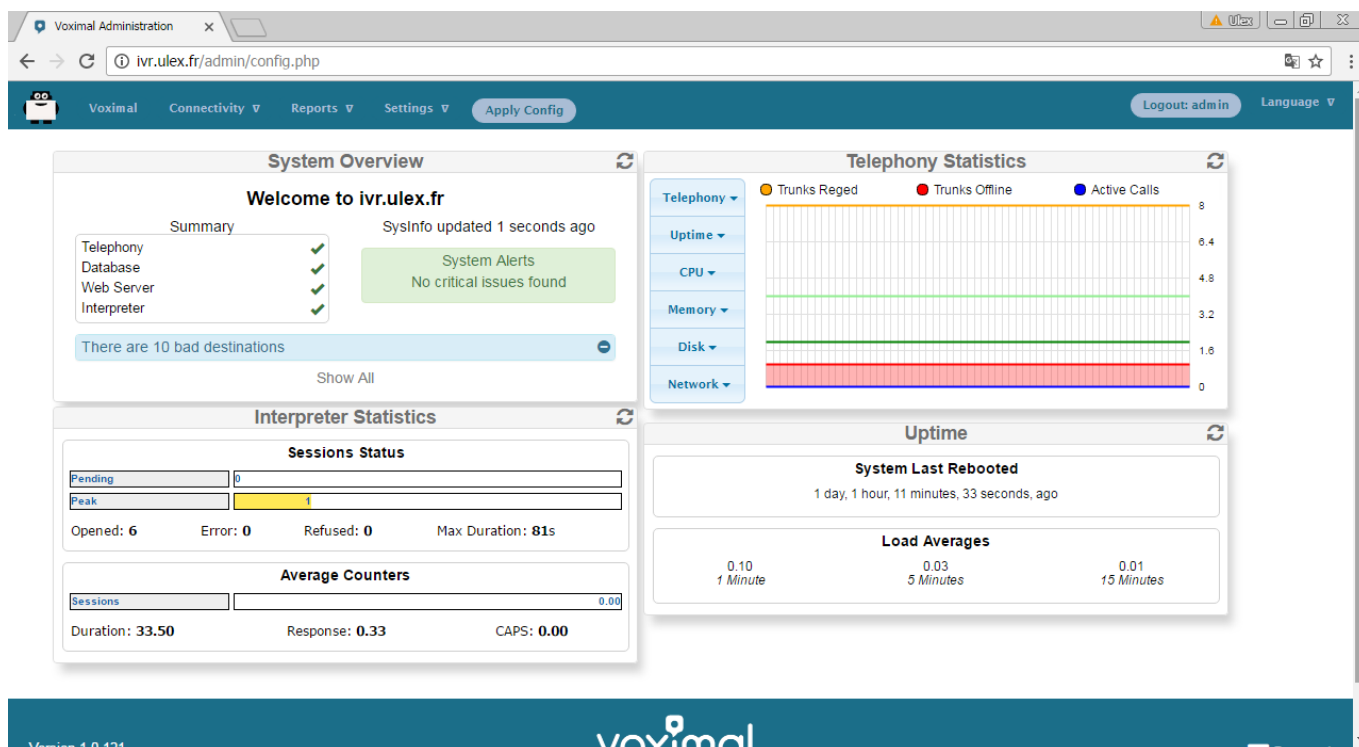 Voximal Administration
Ulex
ivr.ulex.fr/admin/config.php
Voximal Connectivity Reports Settings Apply Config Logout: admin Language
System Overview
Welcome to ivr.ulex.fr
Summary
Telephony
Database
Web Server
Interpreter
SysInfo updated 1 seconds ago
System Alerts
No critical issues found
There are 10 bad destinations
Show All
Telephony Statistics
Telephony
Uptime
CPU
Memory
Disk
Network
Trunks Reged Trunks Offline Active Calls
8
6.4
4.8
3.2
1.6
0
Interpreter Statistics
Sessions Status
Pending 0
Peak 1
Opened: 6 Error: 0 Refused: 0 Max Duration: 81s
Average Counters
Sessions 0.00
Duration: 33.50 Response: 0.33 CAPS: 0.00
Uptime
System Last Rebooted
1 day, 1 hour, 11 minutes, 33 seconds, ago
Load Averages
0.10 0.03 0.01
1 Minute 5 Minutes 15 Minutes
Version 1.0.121
voximal